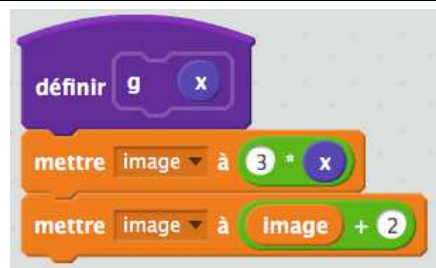 définir g x
mettre image à 3 * x
mettre image à image + 2